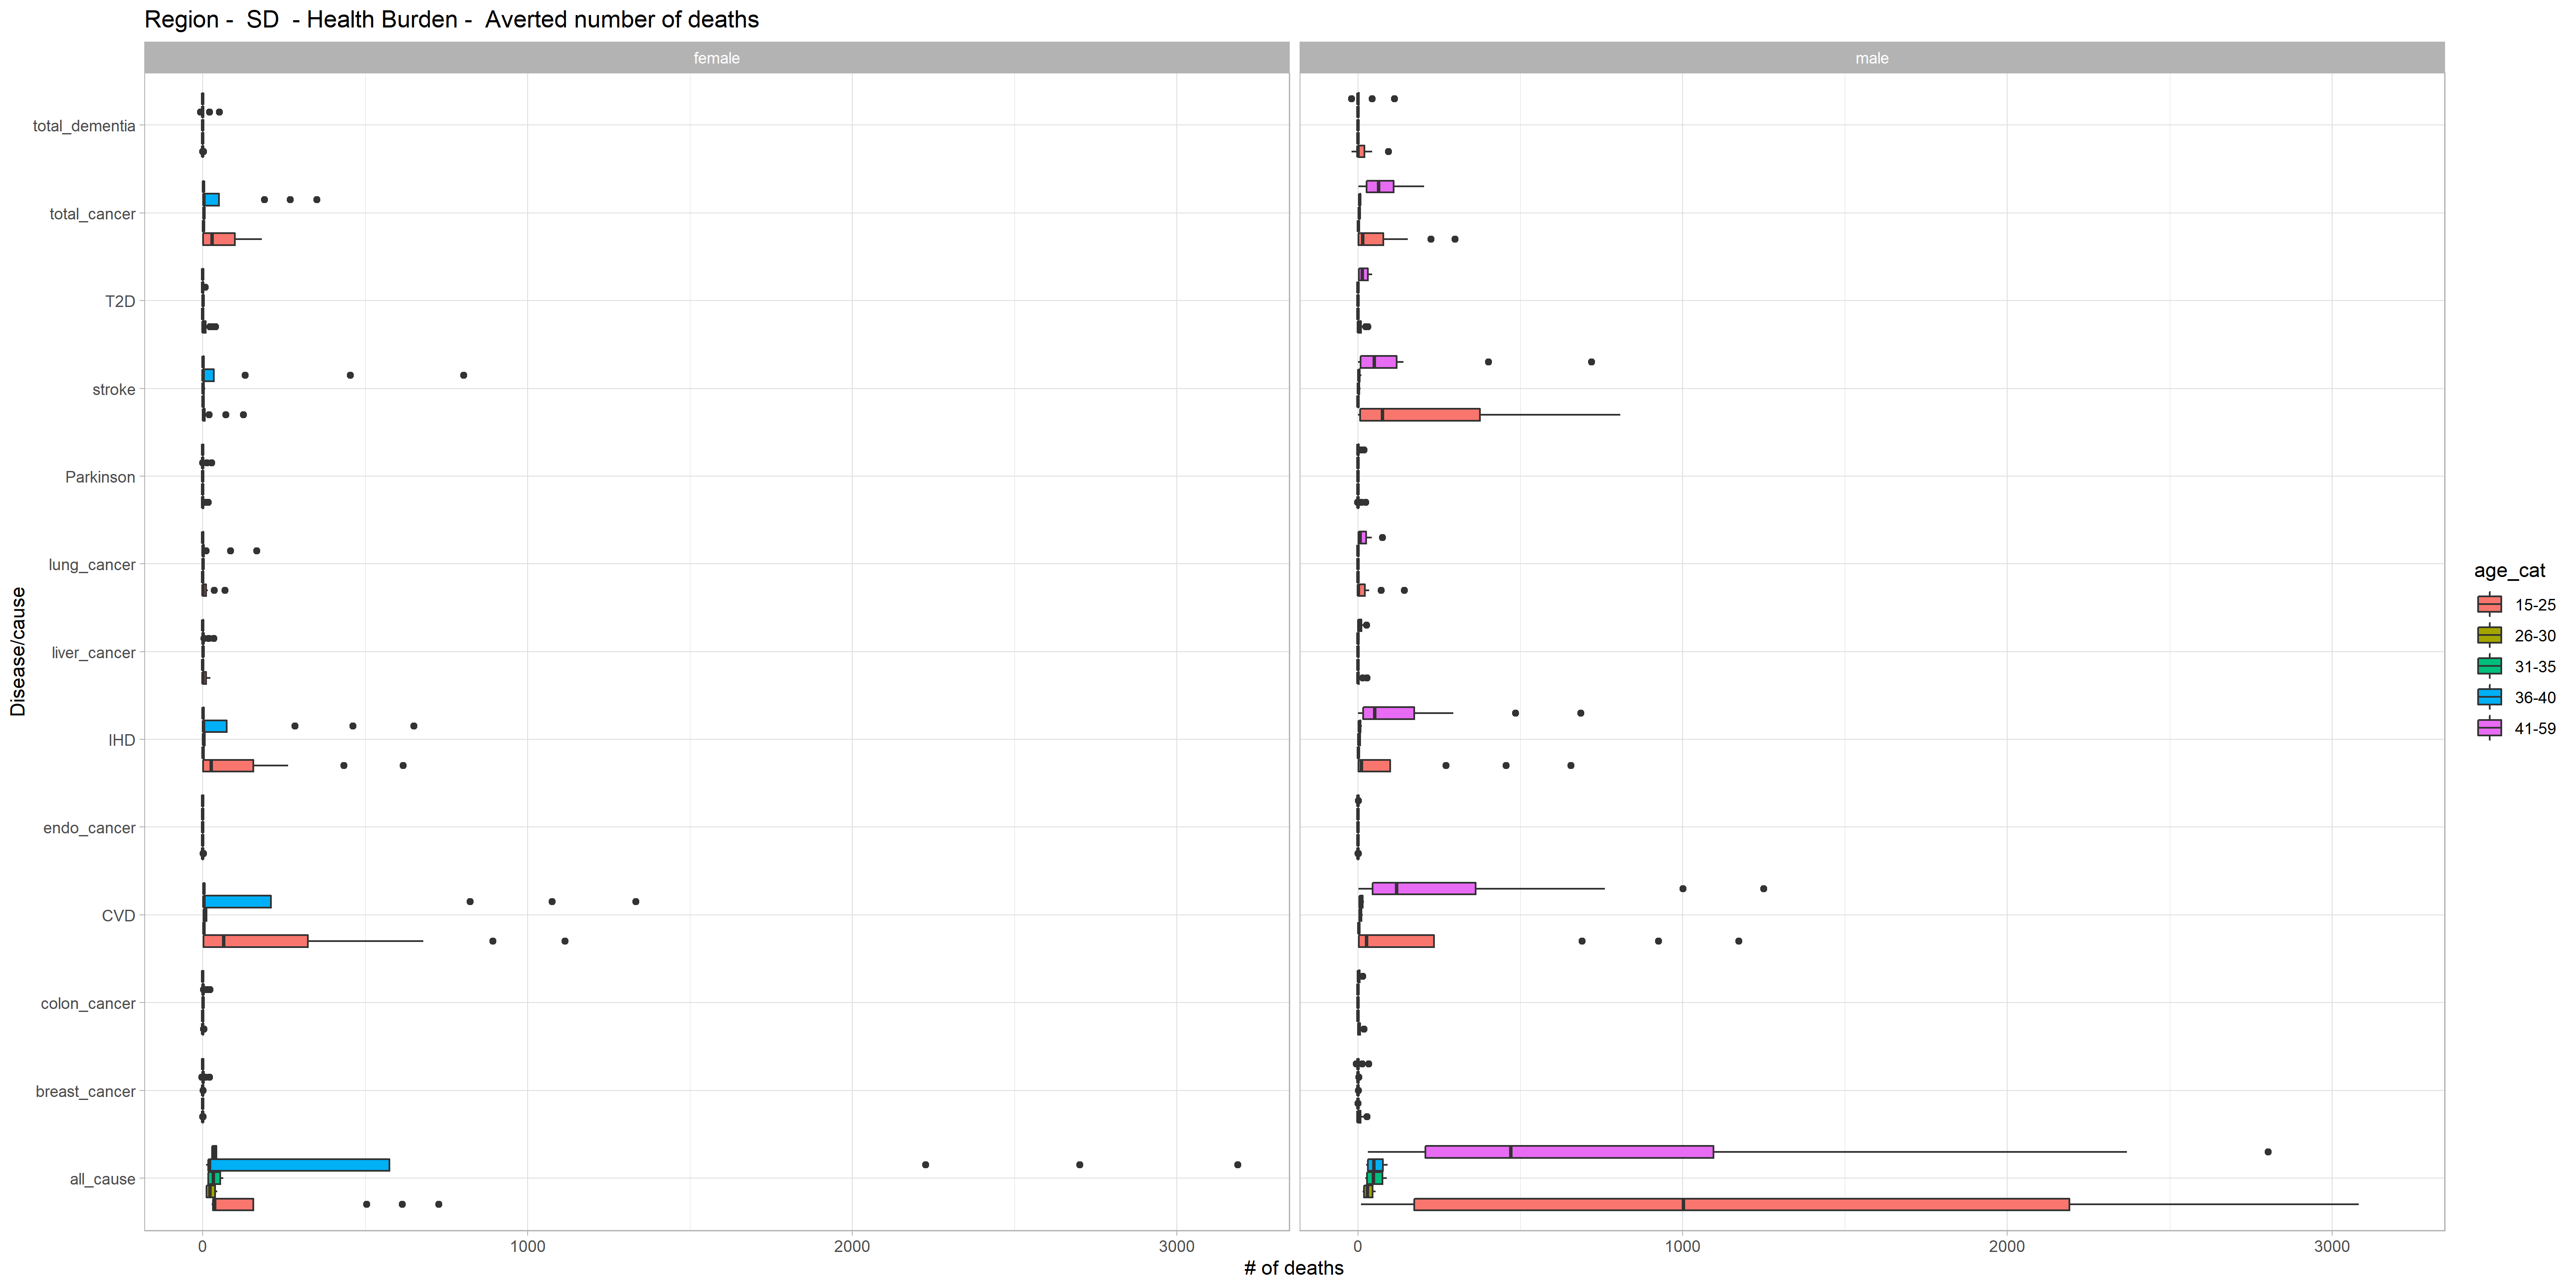 Region -  SD  - Health Burden -  Averted number of deaths
female
male
total_dementia
total_cancer
T2D
stroke
Parkinson
lung_cancer
liver_cancer
IHD
endo_cancer
CVD
colon_cancer
breast_cancer
all_cause
Disease/cause
0
1000
2000
3000
0
1000
2000
3000
# of deaths
age_cat
15-25
26-30
31-35
36-40
41-59